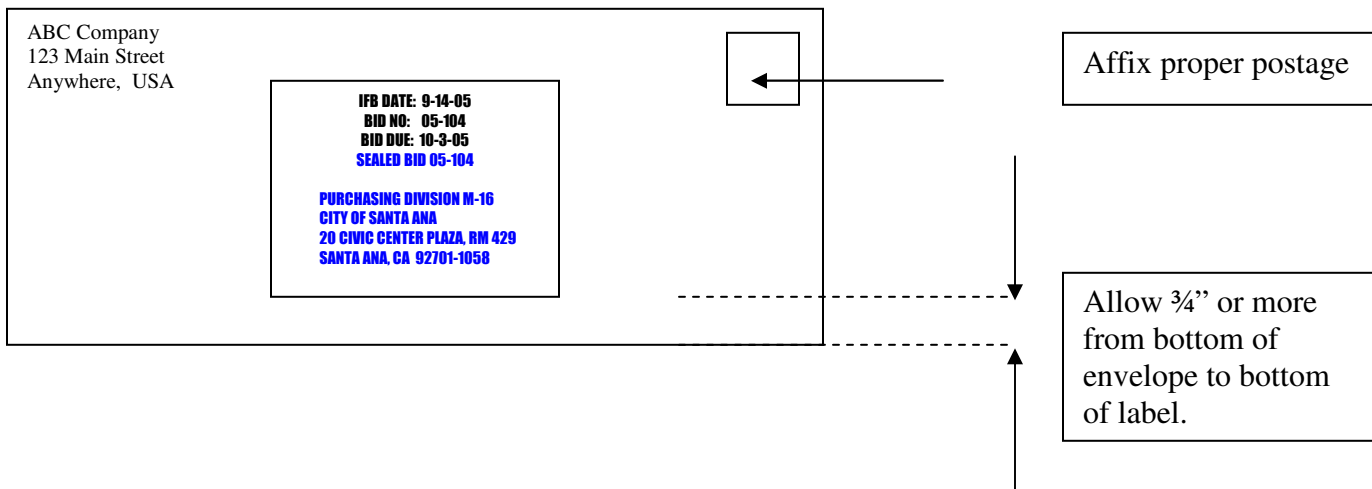 ABC Company
123 Main Street
Anywhere, USA
IFB DATE: 9-14-05
BID NO: 05-104
BID DUE: 10-3-05
SEALED BID 05-104
PURCHASING DIVISION M-16
CITY OF SANTA ANA
20 CIVIC CENTER PLAZA, RM 429
SANTA ANA, CA 92701-1058
Affix proper postage
Allow ¾” or more
from bottom of
envelope to bottom
of label.